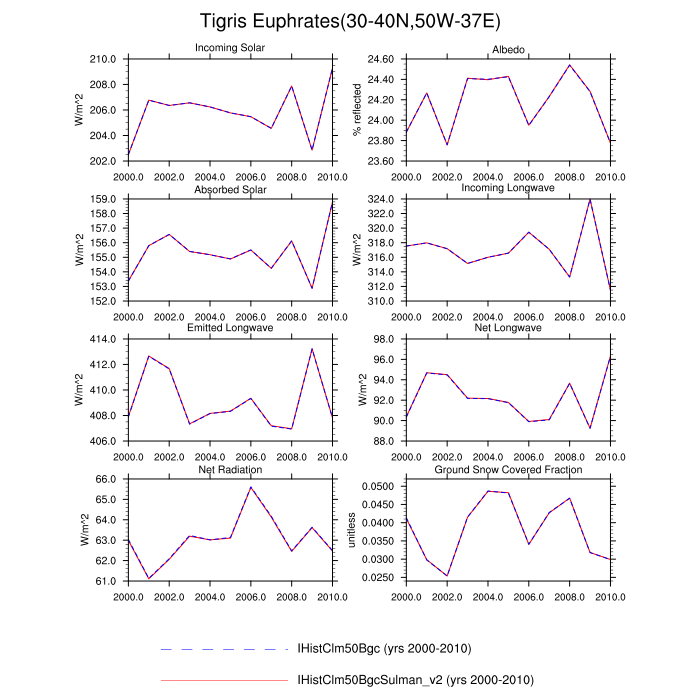 Tigris Euphrates(30-40N,50W-37E)
Incoming Solar
W/m^2
210.0
208.0
206.0
204.0
202.0
2000.0 2002.0 2004.0 2006.0 2008.0 2010.0
Albedo
% reflected
24.60
24.40
24.20
24.00
23.80
23.60
2000.0 2002.0 2004.0 2006.0 2008.0 2010.0
Absorbed Solar
W/m^2
159.0
158.0
157.0
156.0
155.0
154.0
153.0
152.0
2000.0 2002.0 2004.0 2006.0 2008.0 2010.0
Incoming Longwave
W/m^2
324.0
322.0
320.0
318.0
316.0
314.0
312.0
310.0
2000.0 2002.0 2004.0 2006.0 2008.0 2010.0
Emitted Longwave
W/m^2
414.0
412.0
410.0
408.0
406.0
2000.0 2002.0 2004.0 2006.0 2008.0 2010.0
Net Longwave
W/m^2
98.0
96.0
94.0
92.0
90.0
88.0
2000.0 2002.0 2004.0 2006.0 2008.0 2010.0
Net Radiation
W/m^2
66.0
65.0
64.0
63.0
62.0
61.0
2000.0 2002.0 2004.0 2006.0 2008.0 2010.0
Ground Snow Covered Fraction
unitless
0.0500
0.0450
0.0400
0.0350
0.0300
0.0250
2000.0 2002.0 2004.0 2006.0 2008.0 2010.0
IHistClm50Bgc (yrs 2000-2010)
IHistClm50BgcSulman_v2 (yrs 2000-2010)